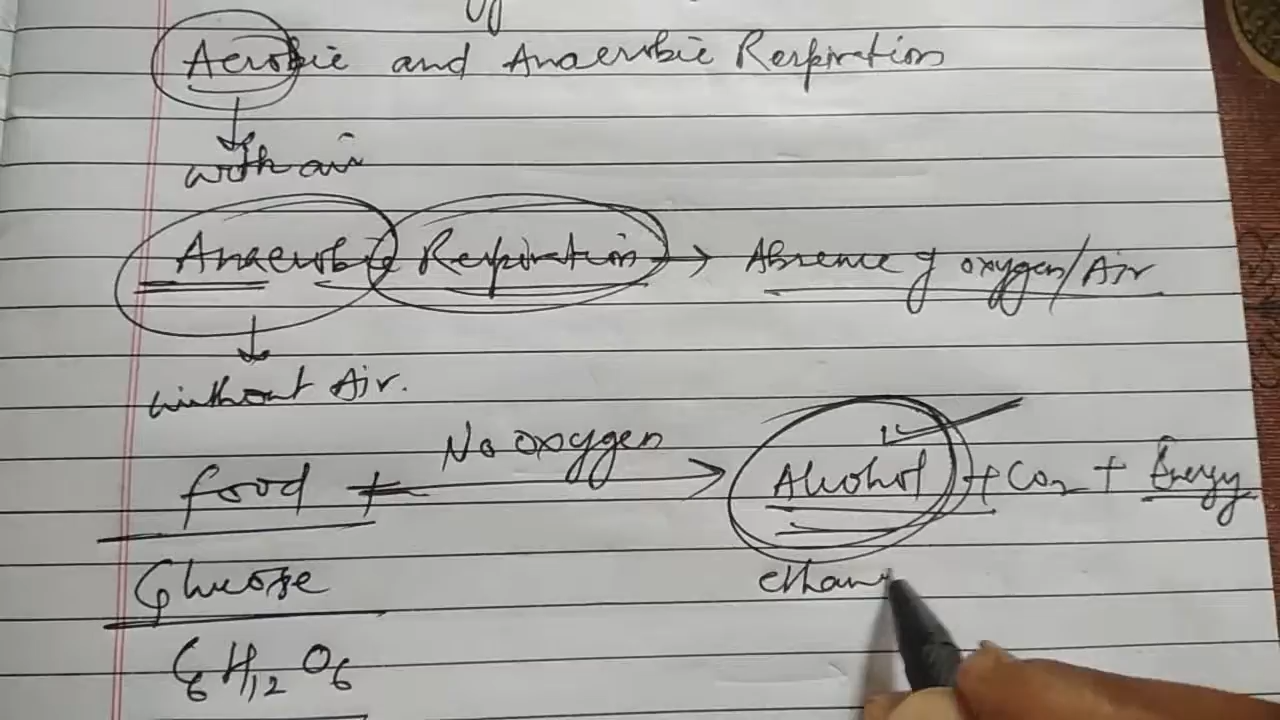 Aerobic and Anaerobic Respiration
with air
Anaerobic Respiration → Absence of oxygen/Air
without Air.
No oxygen
food + → Alcohol + CO2 + Energy
Glucose
ethan
C6H12O6